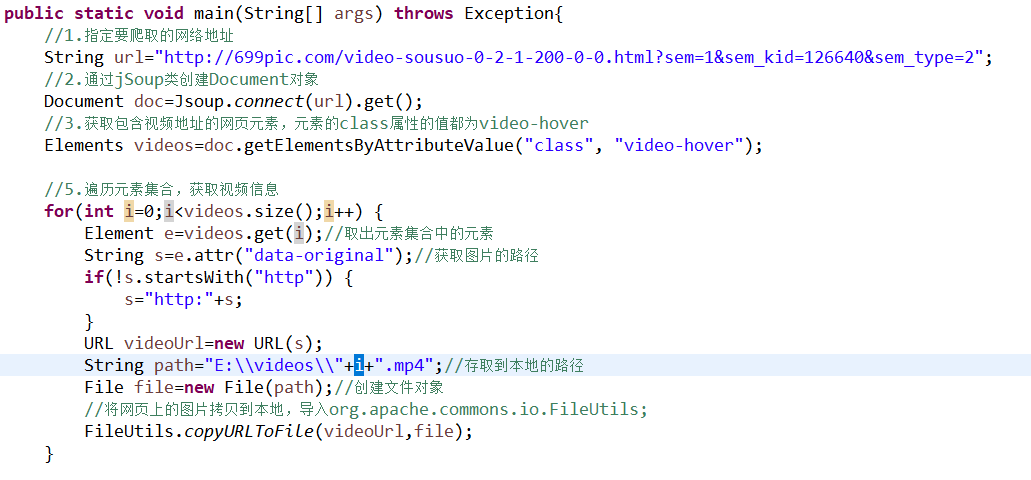 public static void main(String[] args) throws Exception{
//1.指定要爬取的网络地址
String url="http://699pic.com/video-sousuo-0-2-1-200-0-0.html?sem=1&sem_kid=126640&sem_type=2";
//2.通过jSoup类创建Document对象
Document doc=Jsoup.connect(url).get();
//3.获取包含视频地址的网页元素，元素的class属性的值都为video-hover
Elements videos=doc.getElementsByAttributeValue("class", "video-hover");
//5.遍历元素集合，获取视频信息
for(int i=0;i<videos.size();i++) {
Element e=videos.get(i);//取出元素集合中的元素
String s=e.attr("data-original");//获取图片的路径
if(!s.startsWith("http")) {
s="http:"+s;
}
URL videoUrl=new URL(s);
String path="E:\\videos\\"+i+".mp4";//存取到本地的路径
File file=new File(path);//创建文件对象
//将网页上的图片拷贝到本地，导入org.apache.commons.io.FileUtils;
FileUtils.copyURLToFile(videoUrl,file);
}